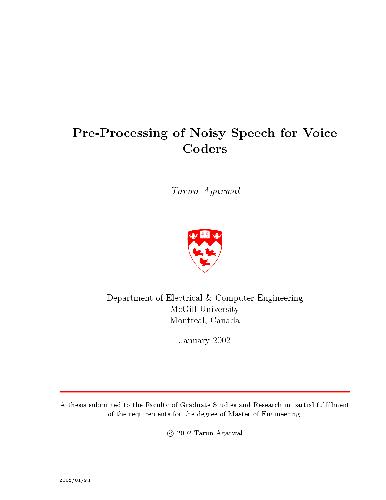 Pre-Processing of Noisy Speech for Voice
Coders
Tarun Agarwal
Department of Electrical & Computer Engineering
McGill University
Montreal, Canada
January 2002
A thesis submitted to the Faculty of Graduate Studies and Research in partial fulfillment
of the requirements for the degree of Master of Engineering.
© 2002 Tarun Agarwal